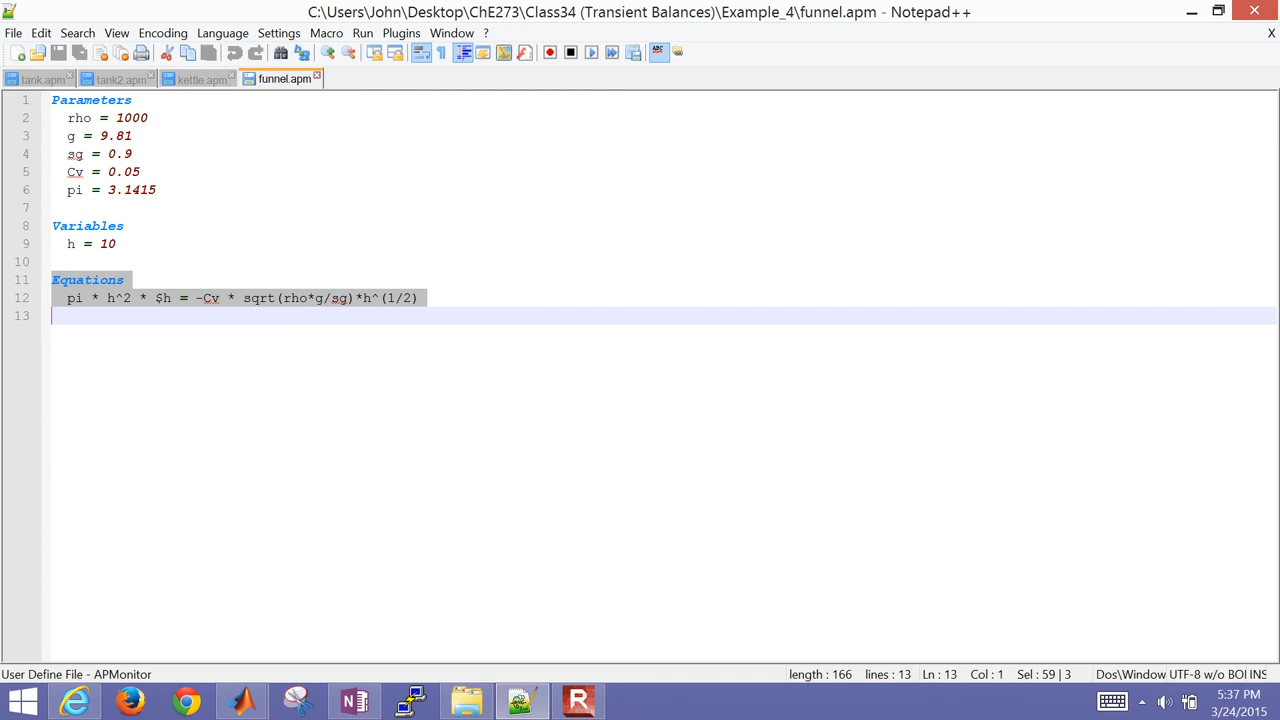 C:\Users\John\Desktop\ChE273\Class34 (Transient Balances)\Example_4\funnel.apm - Notepad++
File Edit Search View Encoding Language Settings Macro Run Plugins Window ? X
tank.apm tank2.apm kettle.apm funnel.apm
1 Parameters
2 rho = 1000
3 g = 9.81
4 sg = 0.9
5 Cv = 0.05
6 pi = 3.1415
7
8 Variables
9 h = 10
10
11 Equations
12 pi * h^2 * $h = -Cv * sqrt(rho*g/sg)*h^(1/2)
13
User Define File - APMonitor length : 166 lines : 13 Ln : 13 Col : 1 Sel : 59 | 3 Dos\Window UTF-8 w/o BOI INS
5:37 PM
3/24/2015